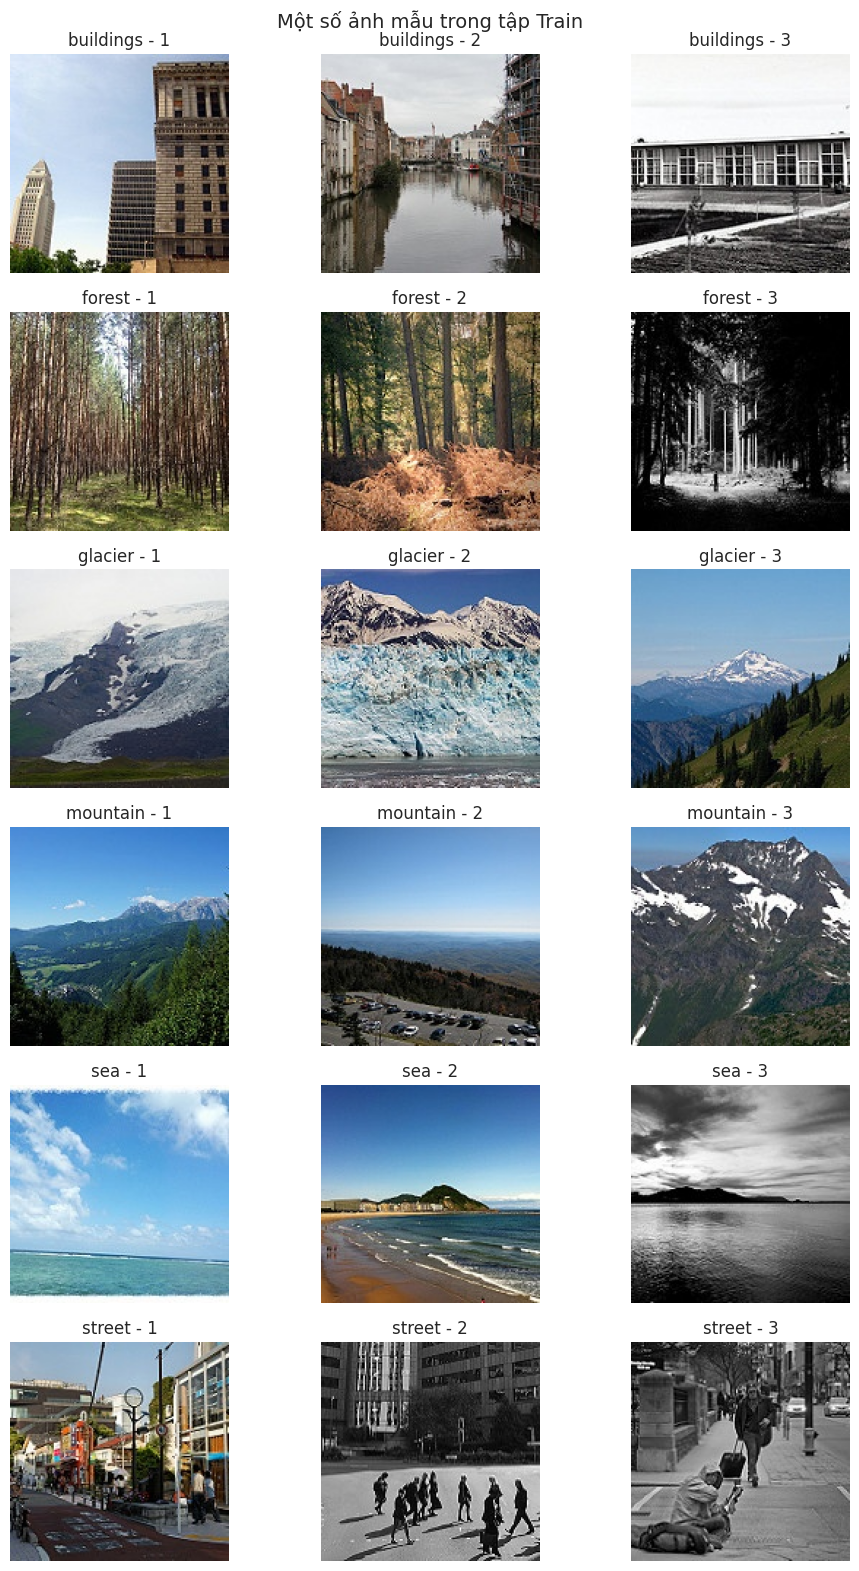 Một số ảnh mẫu trong tập Train
buildings - 1
buildings - 2
buildings - 3
forest - 1
forest - 2
forest - 3
glacier - 1
glacier - 2
glacier - 3
mountain - 1
mountain - 2
mountain - 3
sea - 1
sea - 2
sea - 3
street - 1
street - 2
street - 3